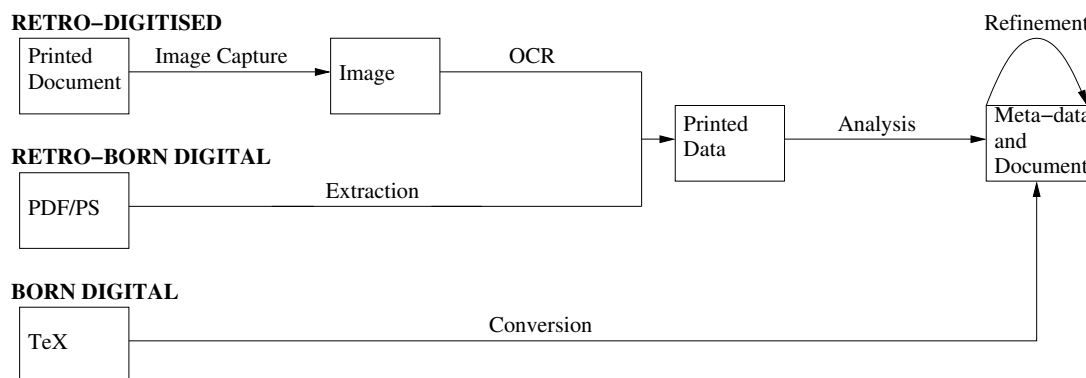 RETRO–DIGITISED
Refinement
Printed
Document
Image Capture
Image
OCR
Printed
Data
Analysis
Meta–data
and
Document
RETRO–BORN DIGITAL
PDF/PS
Extraction
BORN DIGITAL
TeX
Conversion